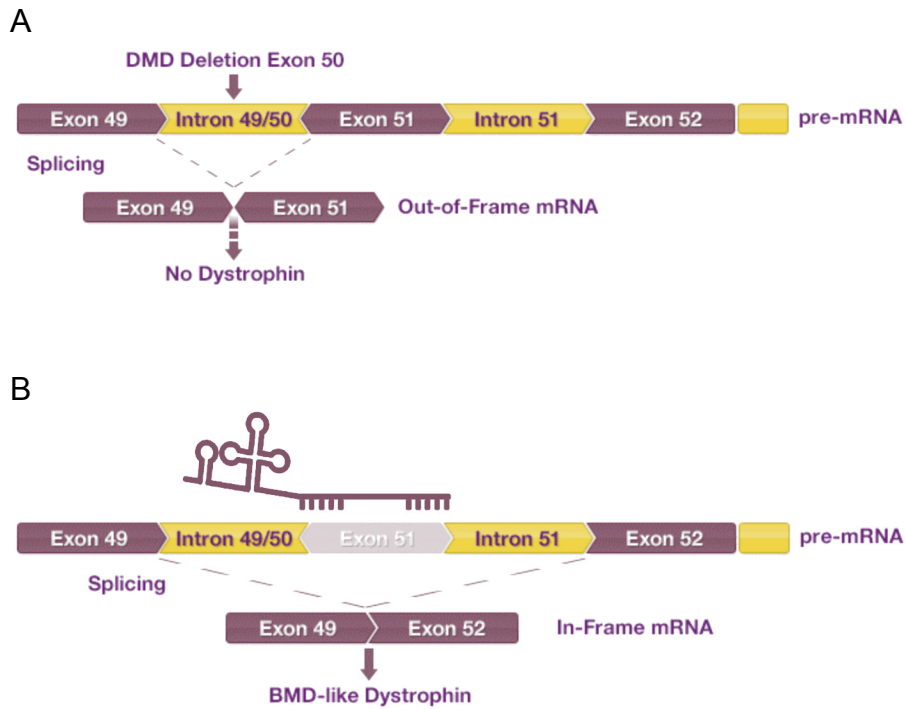 A
DMD Deletion Exon 50
Exon 49 Intron 49/50 Exon 51 Intron 51 Exon 52 pre-mRNA
Splicing
Exon 49 Exon 51 Out-of-Frame mRNA
No Dystrophin
B
Exon 49 Intron 49/50 Exon 51 Intron 51 Exon 52 pre-mRNA
Splicing
Exon 49 Exon 52 In-Frame mRNA
BMD-like Dystrophin